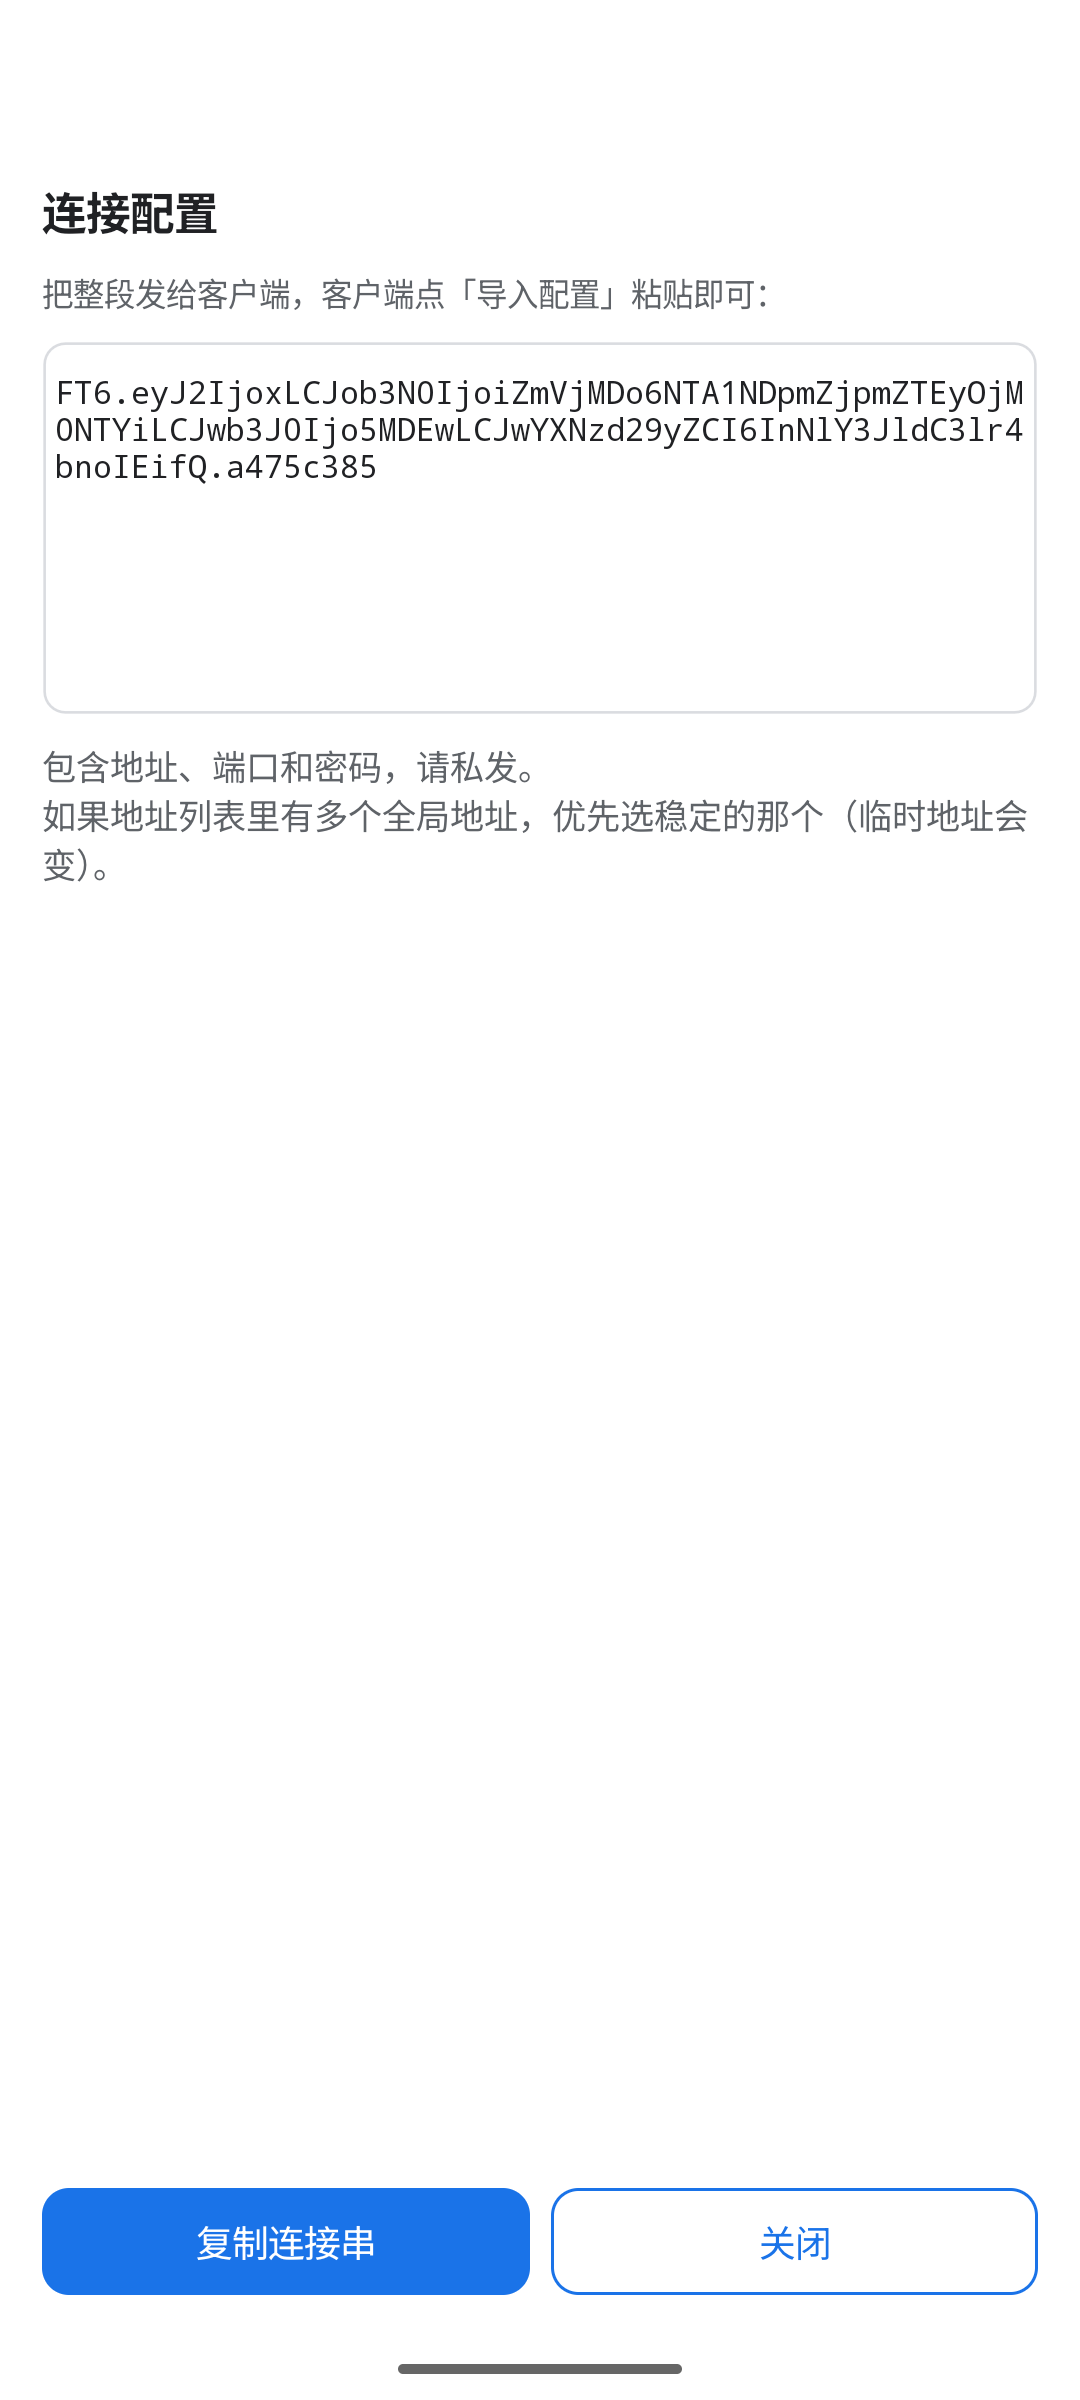 连接配置
把整段发给客户端，客户端点「导入配置」粘贴即可：
FT6.eyJ2IjoxLCJob3N0IjoiZmVjMDo6NTA1NDpmZjpmZTEyOjM
0NTYiLCJwb3J0Ijo5MDEwLCJwYXNzd29yZCI6InNlY3JldC3lr4
bnoIEifQ.a475c385
包含地址、端口和密码，请私发。
如果地址列表里有多个全局地址，优先选稳定的那个（临时地址会
变）。
复制连接串
关闭